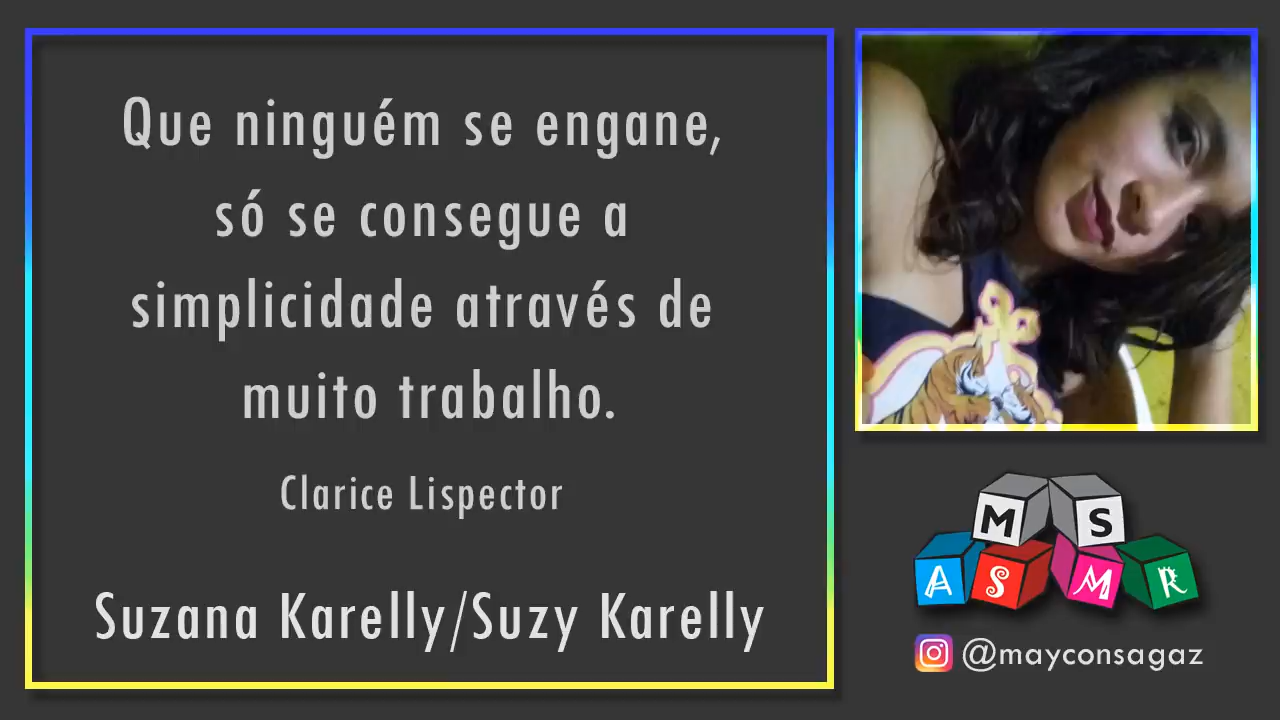 Que ninguém se engane,
só se consegue a
simplicidade através de
muito trabalho.
Clarice Lispector
Suzana Karelly/Suzy Karelly
M S
A S M R
@mayconsagaz